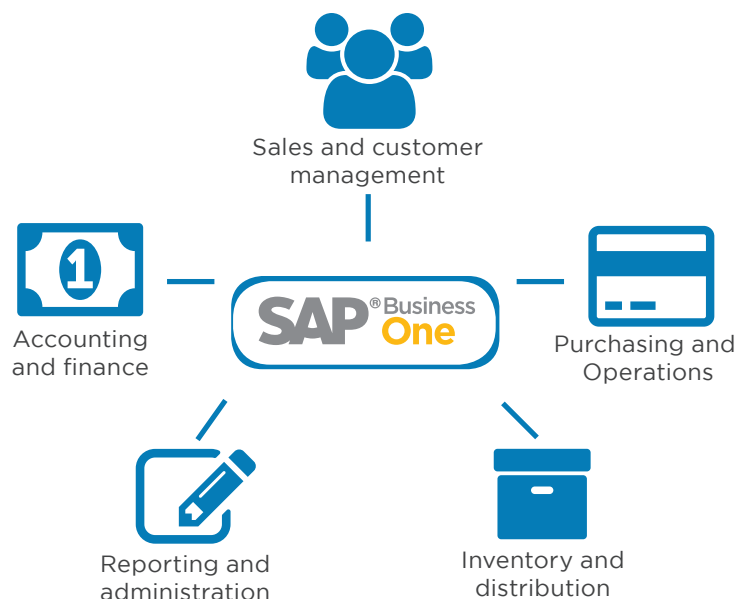 Sales and customer
management
1
Accounting
and finance
SAP® Business
One
Purchasing and
Operations
Reporting and
administration
Inventory and
distribution